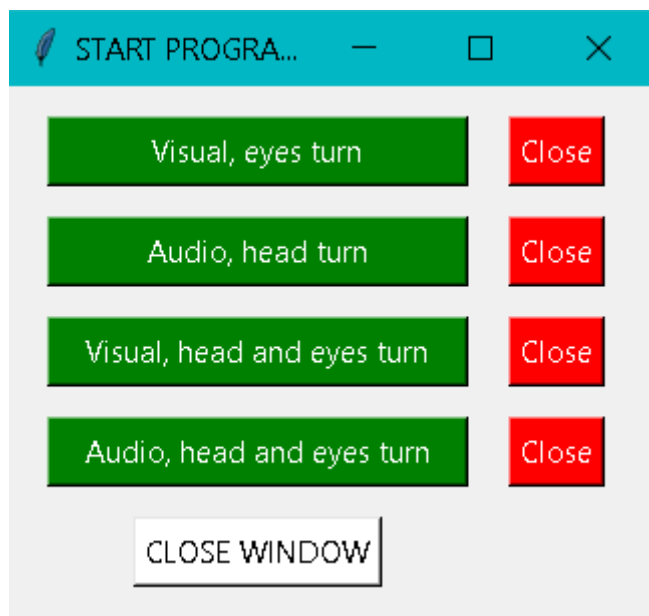 START PROGRA...
Visual, eyes turn Close
Audio, head turn Close
Visual, head and eyes turn Close
Audio, head and eyes turn Close
CLOSE WINDOW